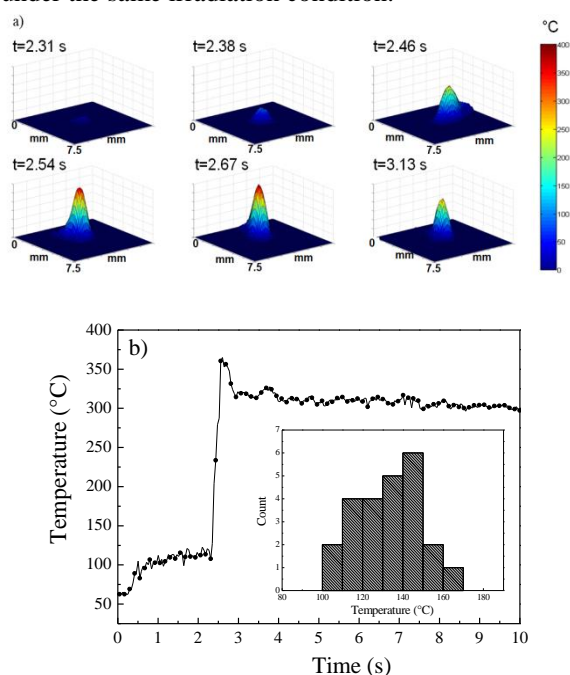 under the same irradiation condition.
a)
°C
t=2.31 s
t=2.38 s
t=2.46 s
400
350
300
250
200
150
100
50
0
0
mm
7.5
mm
0
mm
7.5
mm
0
mm
7.5
mm
t=2.54 s
t=2.67 s
t=3.13 s
0
mm
7.5
mm
0
mm
7.5
mm
0
mm
7.5
mm
b)
Temperature (°C)
400
350
300
250
200
150
100
50
Count
7
6
5
4
3
2
1
0
80 100 120 140 160 180
Temperature (°C)
0 1 2 3 4 5 6 7 8 9 10
Time (s)